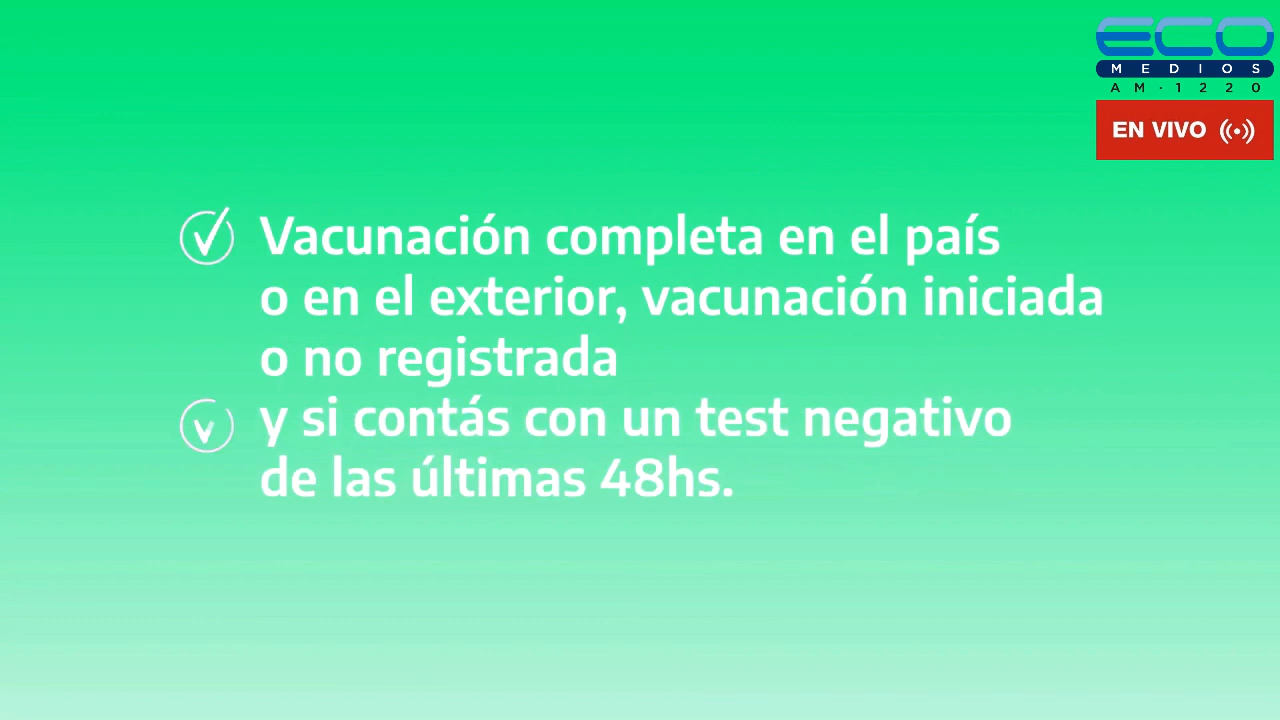 ECO
MEDIOS
AM·1220
EN VIVO
Vacunación completa en el país
o en el exterior, vacunación iniciada
o no registrada
y si contás con un test negativo
de las últimas 48hs.